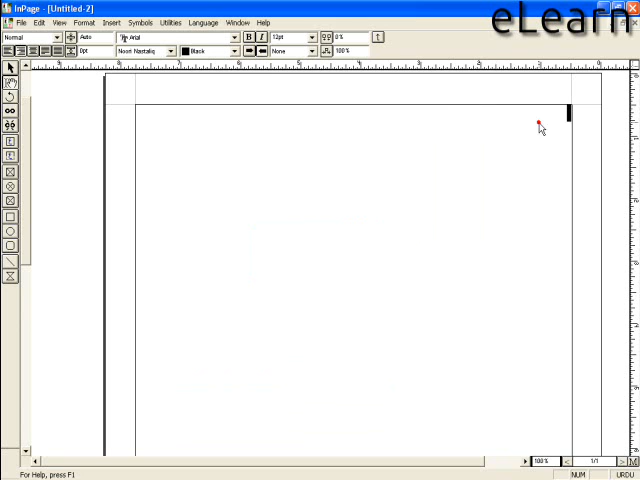 InPage - [Untitled-2]
eLearn
File Edit View Format Insert Symbols Utilities Language Window Help
Normal Auto Arial B I 12pt 0%
0pt Noori Nastaliq Black None 100%
100% 1/1 M
For Help, press F1 NUM URDU